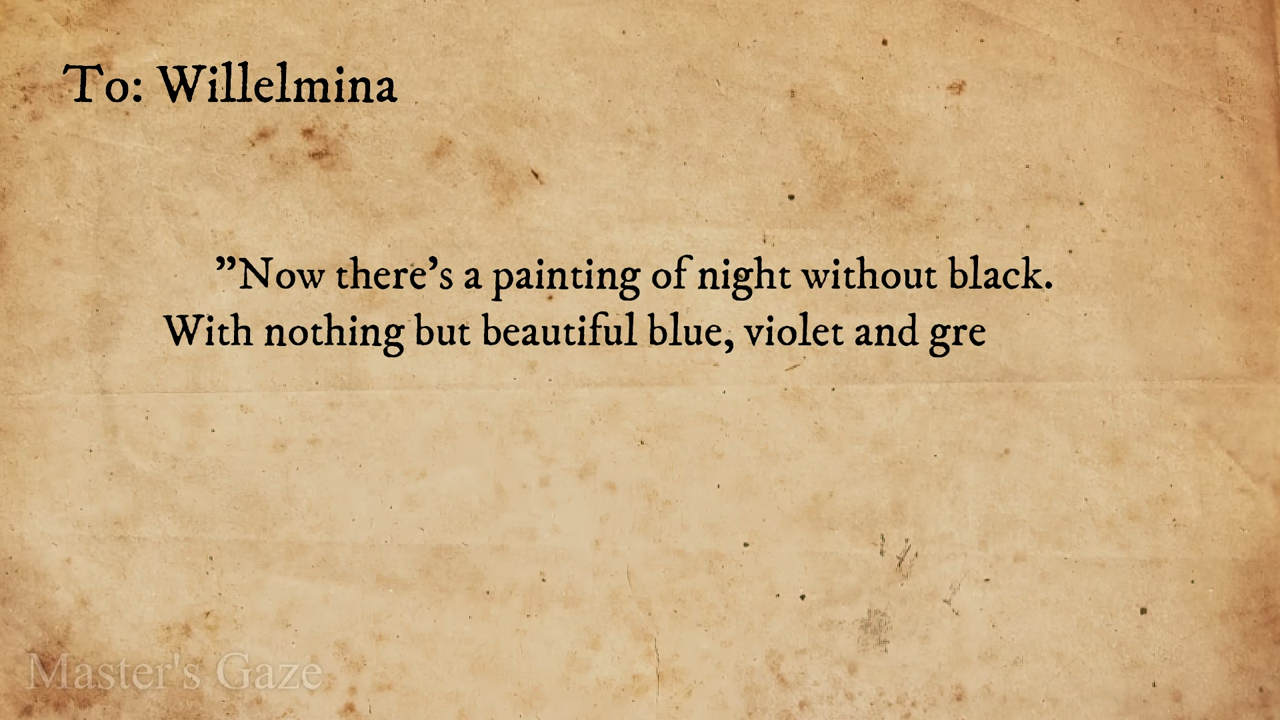 To: Willelmina
”Now there’s a painting of night without black.
With nothing but beautiful blue, violet and gre
Master's Gaze